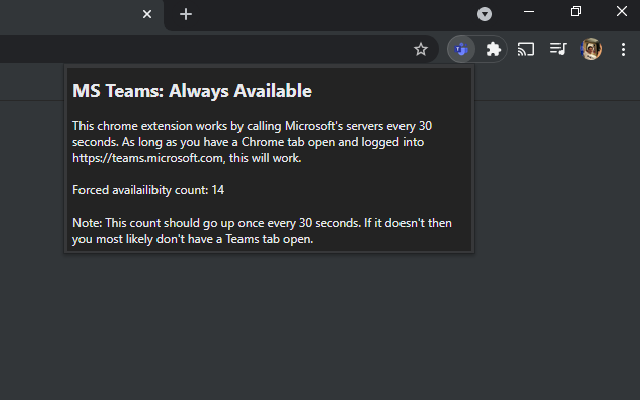 MS Teams: Always Available
This chrome extension works by calling Microsoft's servers every 30
seconds. As long as you have a Chrome tab open and logged into
https://teams.microsoft.com, this will work.
Forced availailibity count: 14
Note: This count should go up once every 30 seconds. If it doesn't then
you most likely don't have a Teams tab open.